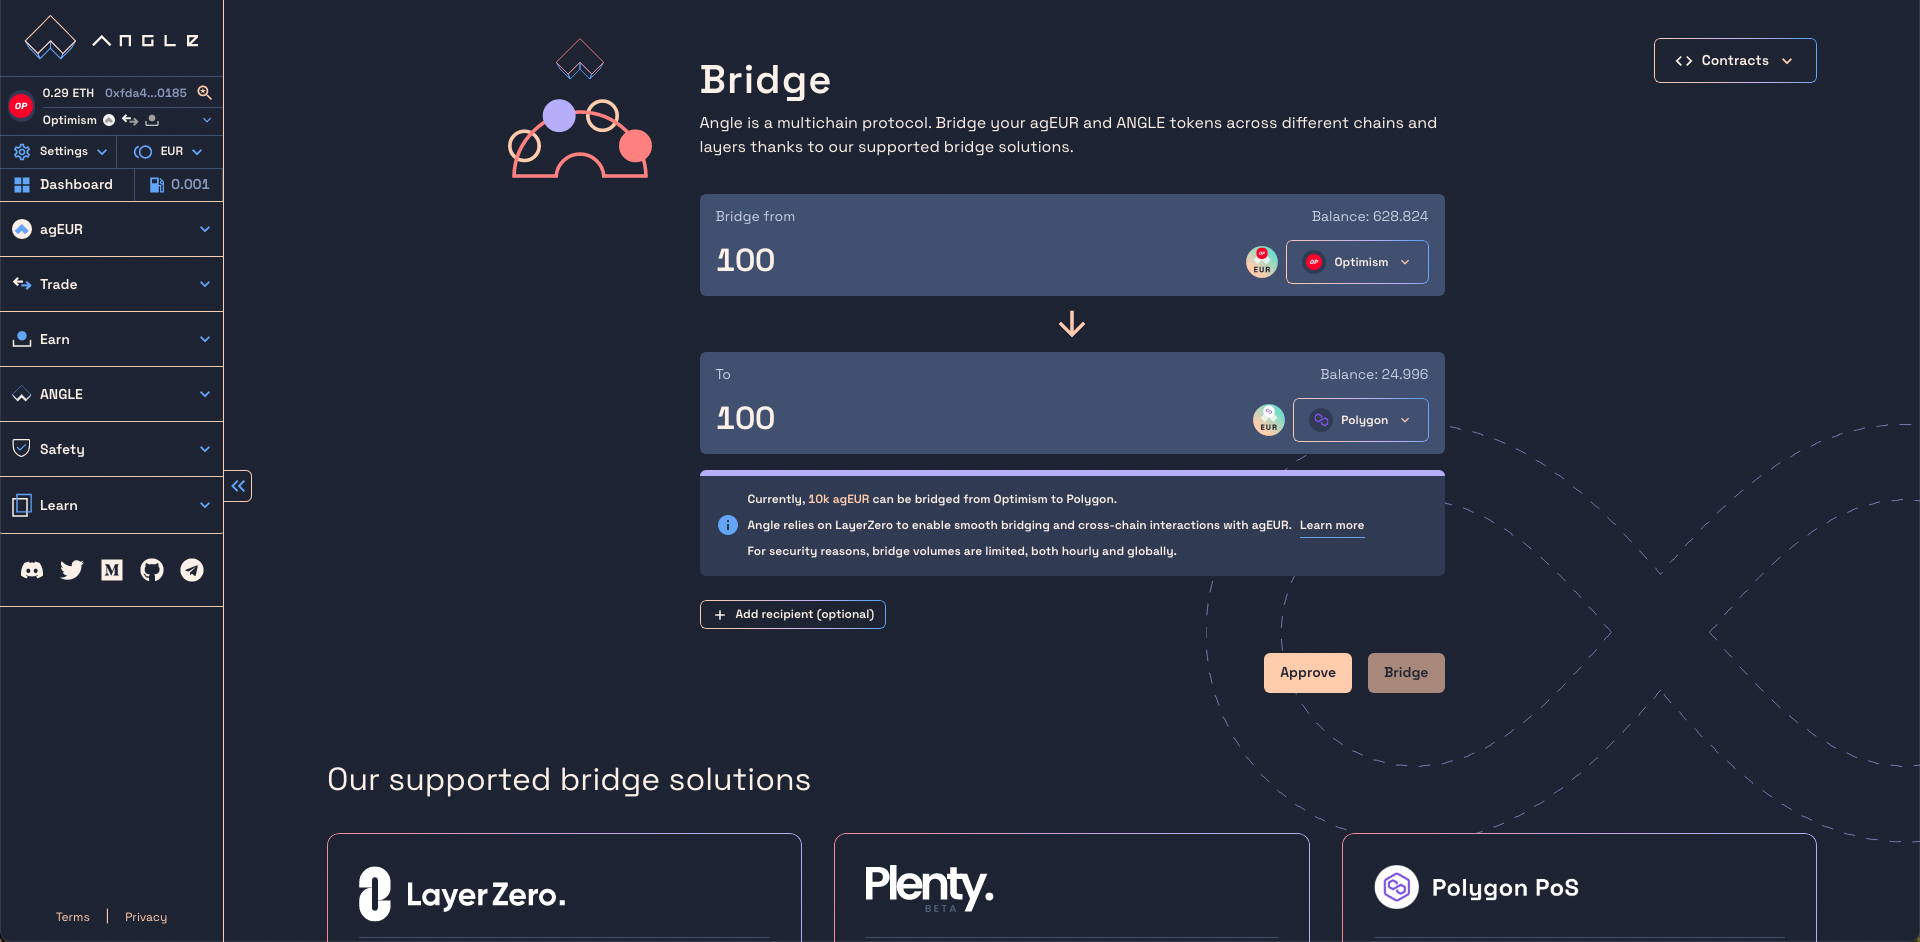 ANGLE
OP
0.29 ETH 0xfda4...0185
Optimism
Settings
EUR
Dashboard
0.001
agEUR
Trade
Earn
ANGLE
Safety
Learn
Terms | Privacy
Contracts
Bridge
Angle is a multichain protocol. Bridge your agEUR and ANGLE tokens across different chains and
layers thanks to our supported bridge solutions.
Bridge from
Balance: 628.824
100
OP
EUR
OP
Optimism
To
Balance: 24.996
100
EUR
Polygon
Currently, 10k agEUR can be bridged from Optimism to Polygon.
Angle relies on LayerZero to enable smooth bridging and cross-chain interactions with agEUR. Learn more
For security reasons, bridge volumes are limited, both hourly and globally.
+ Add recipient (optional)
Approve
Bridge
Our supported bridge solutions
LayerZero.
Plenty.
BETA
Polygon PoS